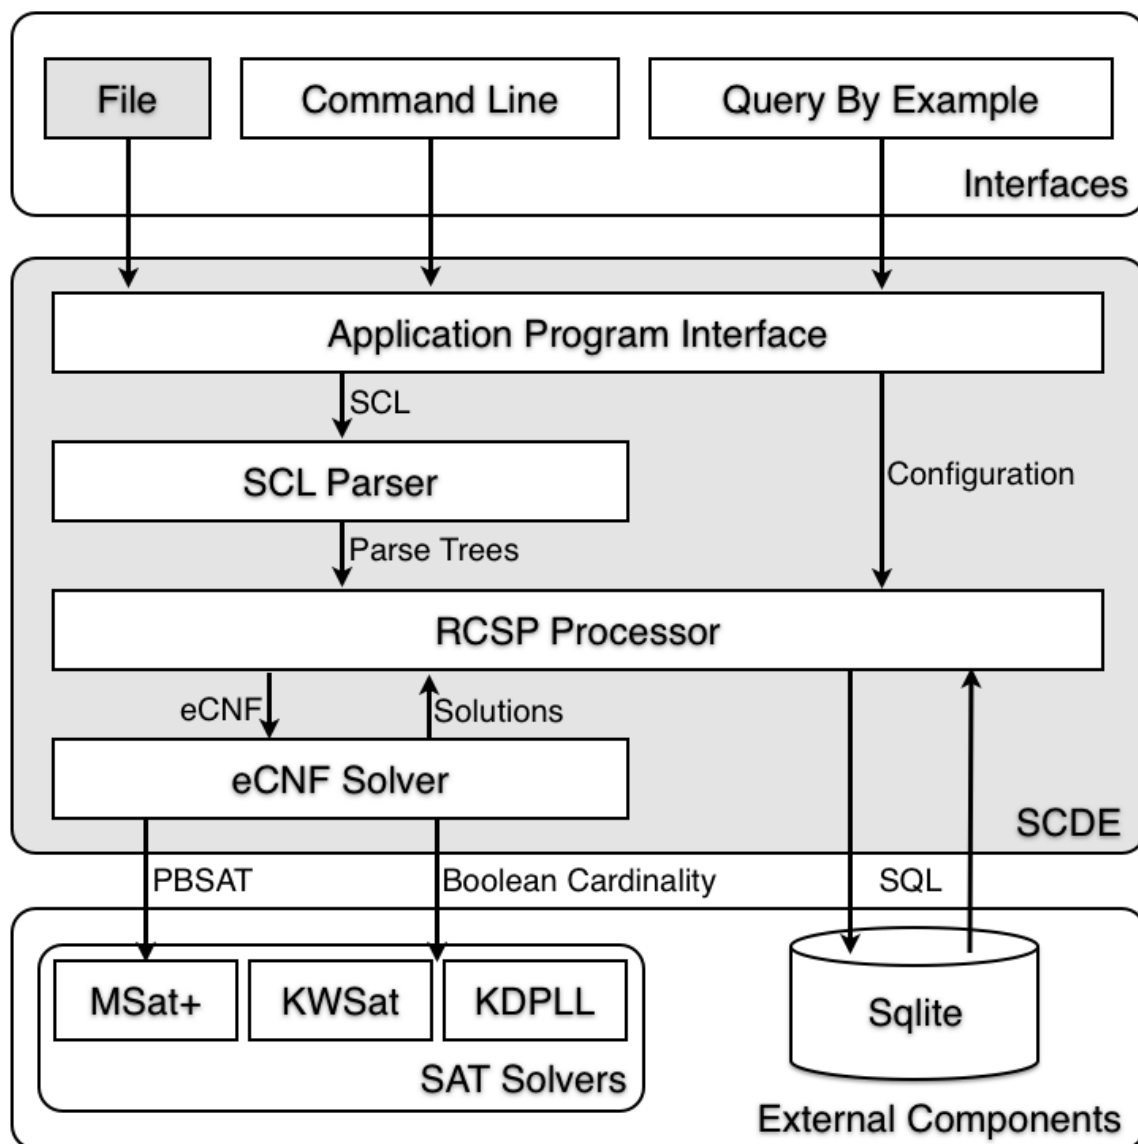 File
Command Line
Query By Example
Interfaces
Application Program Interface
SCL
SCL Parser
Configuration
Parse Trees
RCSP Processor
eCNF
Solutions
eCNF Solver
SCDE
PBSAT
Boolean Cardinality
SQL
MSat+
KWSat
KDPLL
Sqlite
SAT Solvers
External Components